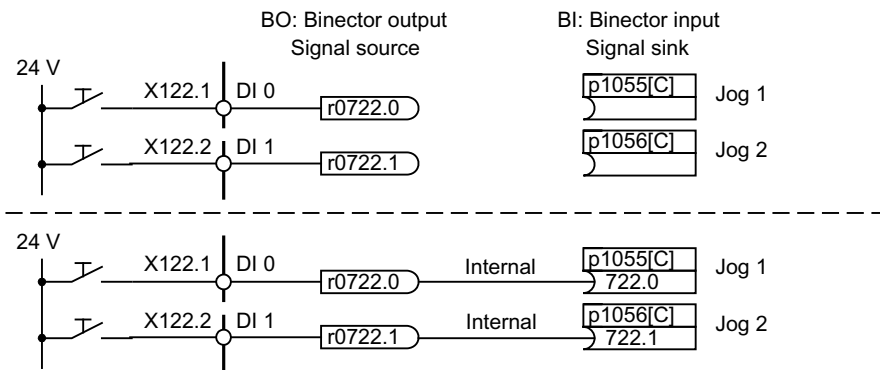 BO: Binector output BI: Binector input
Signal source Signal sink
24 V
X122.1 DI 0 r0722.0 p1055[C] Jog 1
X122.2 DI 1 r0722.1 p1056[C] Jog 2
24 V
X122.1 DI 0 r0722.0 Internal p1055[C] 722.0 Jog 1
X122.2 DI 1 r0722.1 Internal p1056[C] 722.1 Jog 2